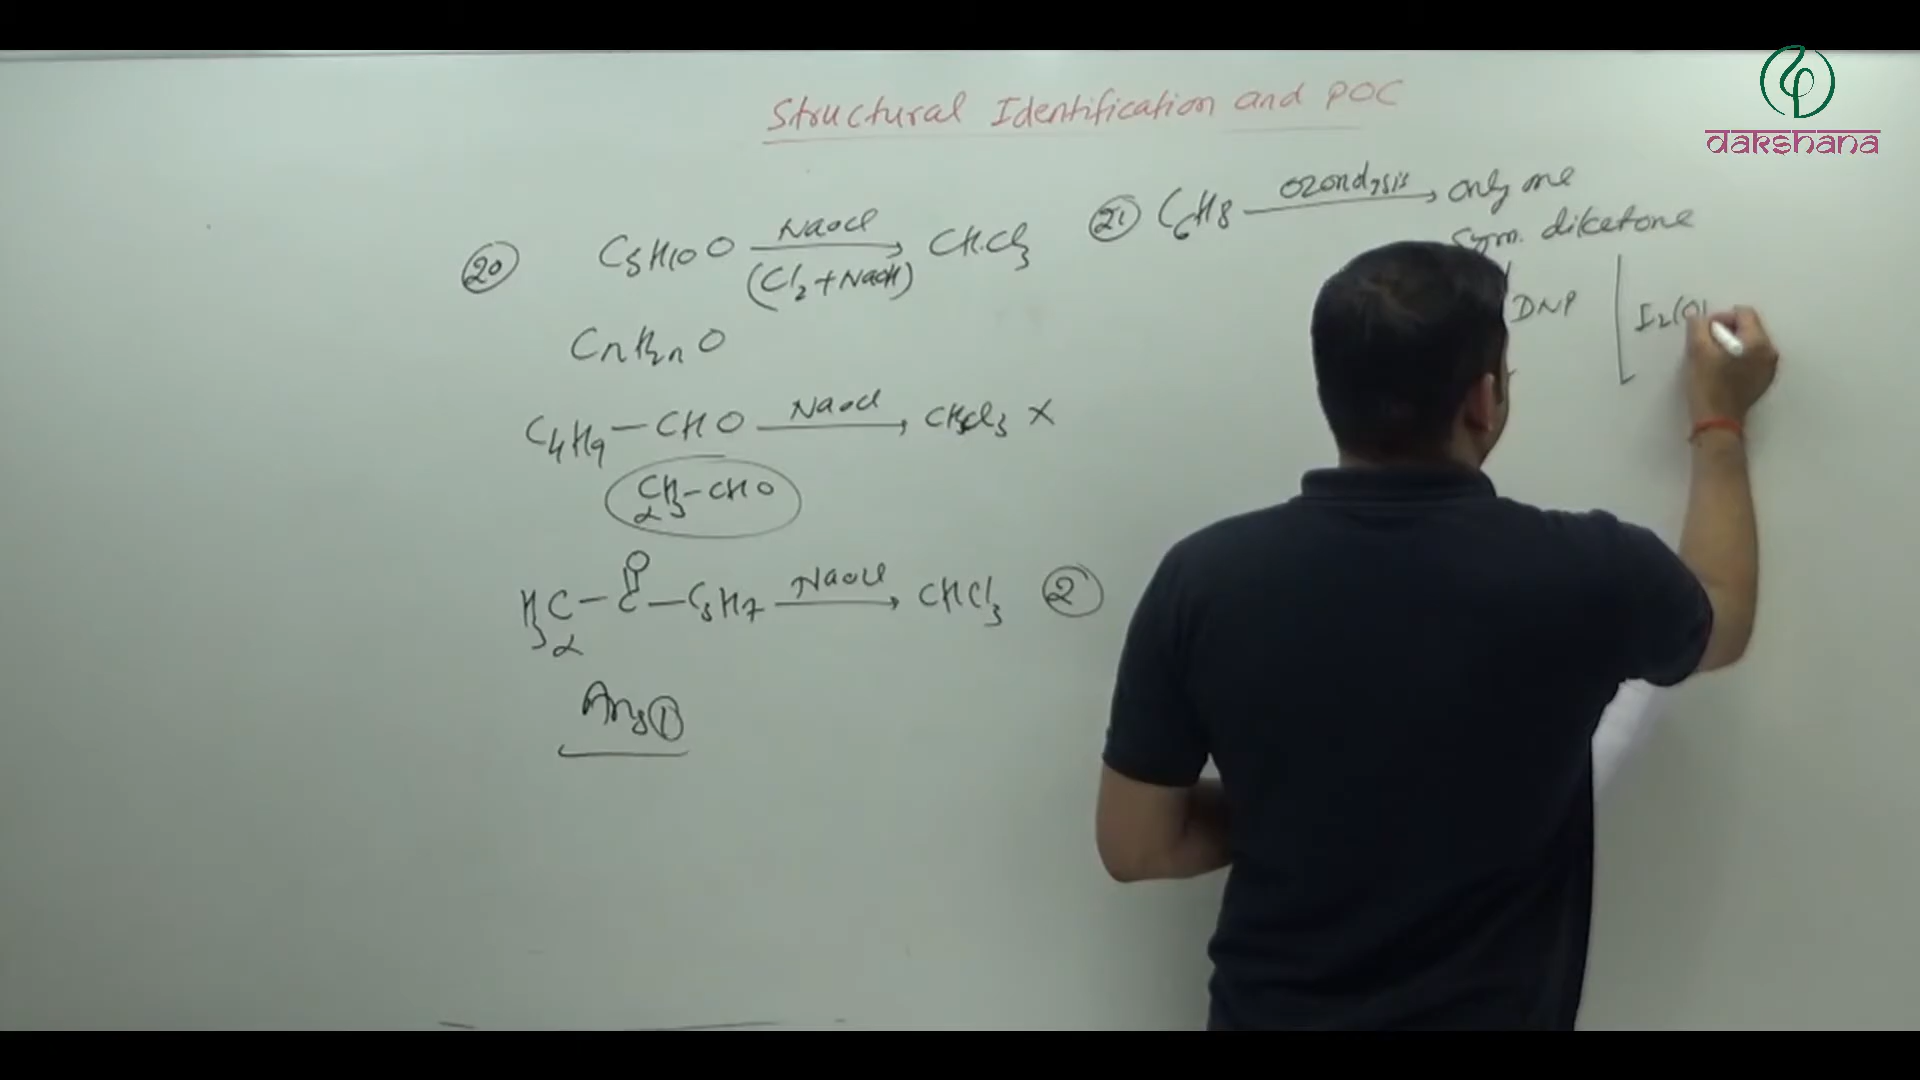 Structural Identification and POC
dakshana
20 C5H10O NaOCl CHCl3
(Cl2+NaOH)
CnH2nO
C4H9-CHO NaOCl CHCl3 X
CH3-CHO
α
O
H3C-C-C3H7 NaOCl CHCl3 2
α
Ans 1
21 C6H8 ozonolysis only one
Sym. diketone
DNP I2(O